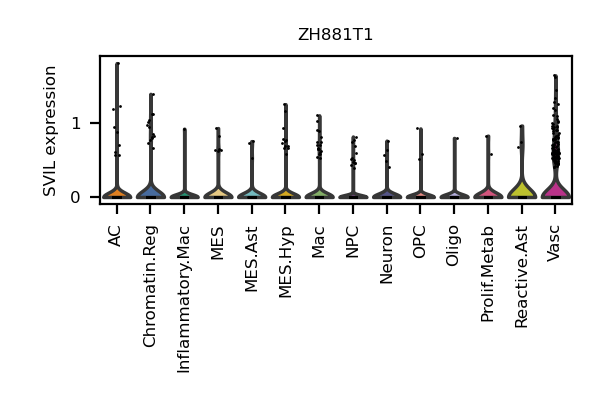 ZH881T1
SVIL expression
1
0
AC
Chromatin.Reg
Inflammatory.Mac
MES
MES.Ast
MES.Hyp
Mac
NPC
Neuron
OPC
Oligo
Prolif.Metab
Reactive.Ast
Vasc